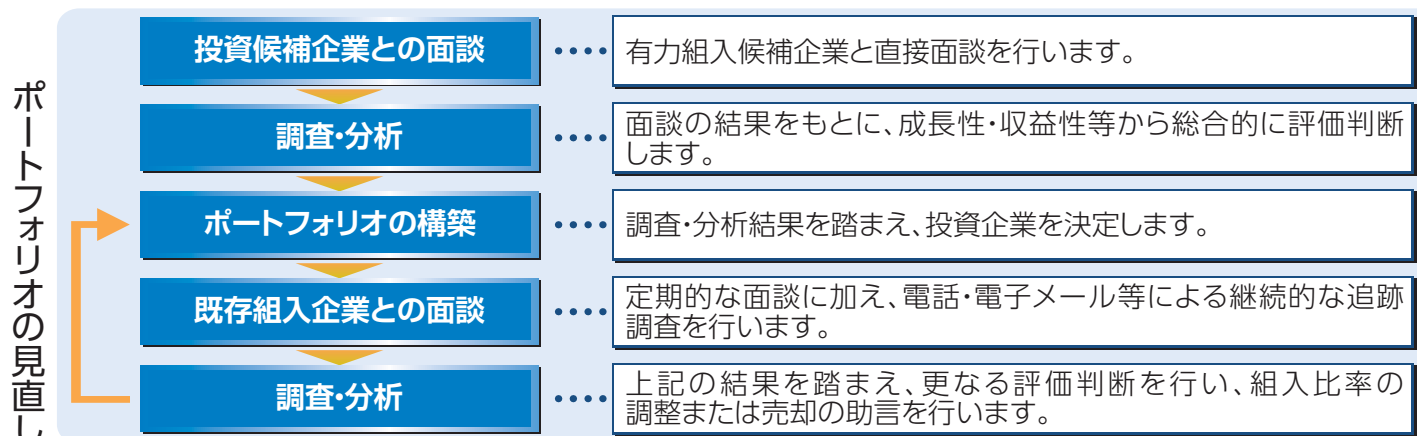 ポートフォリオの見直し
投資候補企業との面談
有力組入候補企業と直接面談を行います。
調査・分析
面談の結果をもとに、成長性・収益性等から総合的に評価判断
します。
ポートフォリオの構築
調査・分析結果を踏まえ、投資企業を決定します。
既存組入企業との面談
定期的な面談に加え、電話・電子メール等による継続的な追跡
調査を行います。
調査・分析
上記の結果を踏まえ、更なる評価判断を行い、組入比率の
調整または売却の助言を行います。